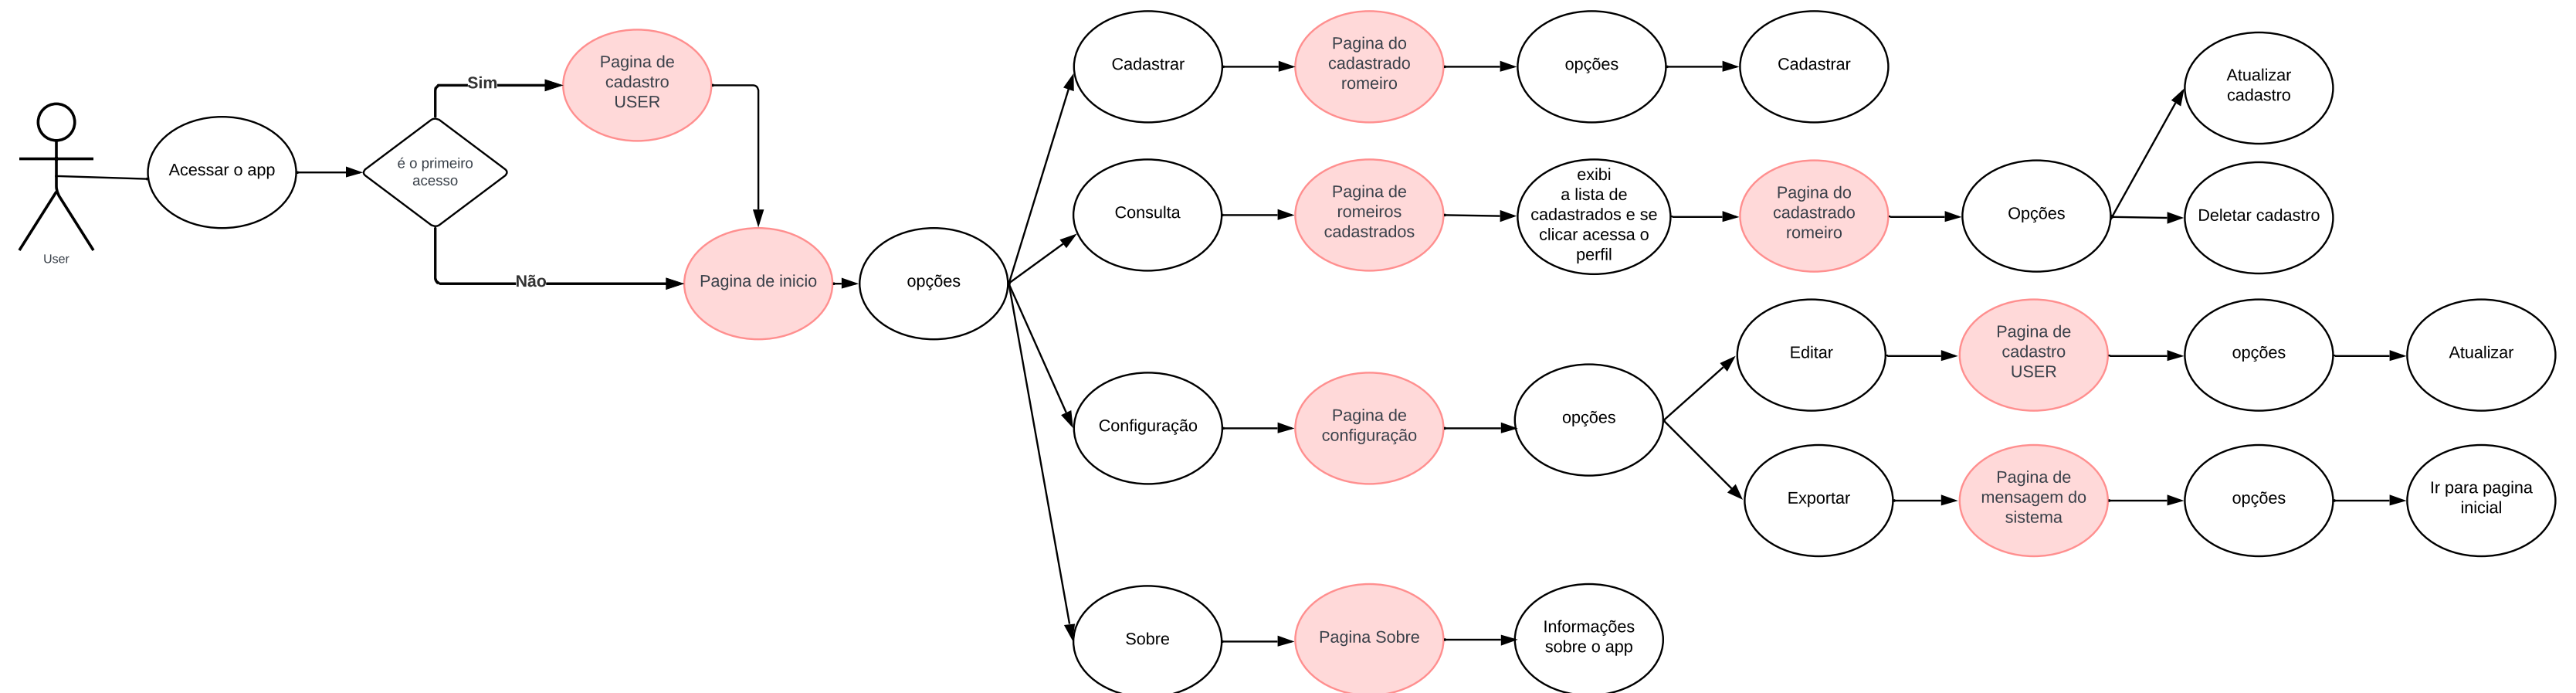 User
Acessar o app
é o primeiro
acesso
Sim
Não
Pagina de
cadastro
USER
Pagina de inicio
opções
Cadastrar
Pagina do
cadastrado
romeiro
opções
Cadastrar
Consulta
Pagina de
romeiros
cadastrados
exibi
a lista de
cadastrados e se
clicar acessa o
perfil
Pagina do
cadastrado
romeiro
Opções
Atualizar
cadastro
Deletar cadastro
Configuração
Pagina de
configuração
opções
Editar
Pagina de
cadastro
USER
opções
Atualizar
Exportar
Pagina de
mensagem do
sistema
opções
Ir para pagina
inicial
Sobre
Pagina Sobre
Informações
sobre o app